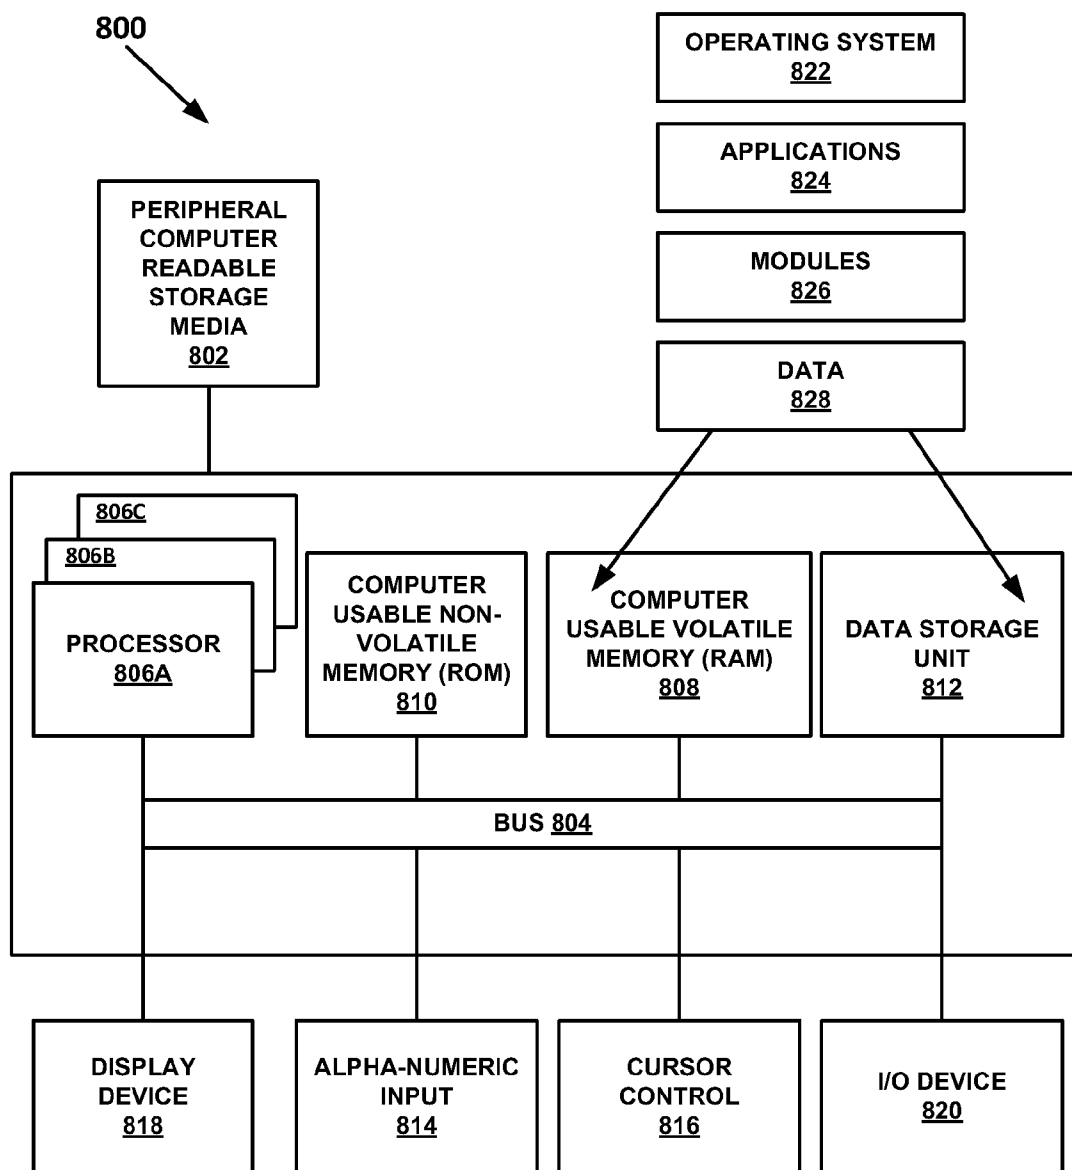 800
OPERATING SYSTEM
822
APPLICATIONS
824
PERIPHERAL
COMPUTER
READABLE
STORAGE
MEDIA
802
MODULES
826
DATA
828
806C
806B
PROCESSOR
806A
COMPUTER
USABLE NON-
VOLATILE
MEMORY (ROM)
810
COMPUTER
USABLE VOLATILE
MEMORY (RAM)
808
DATA STORAGE
UNIT
812
BUS 804
DISPLAY
DEVICE
818
ALPHA-NUMERIC
INPUT
814
CURSOR
CONTROL
816
I/O DEVICE
820